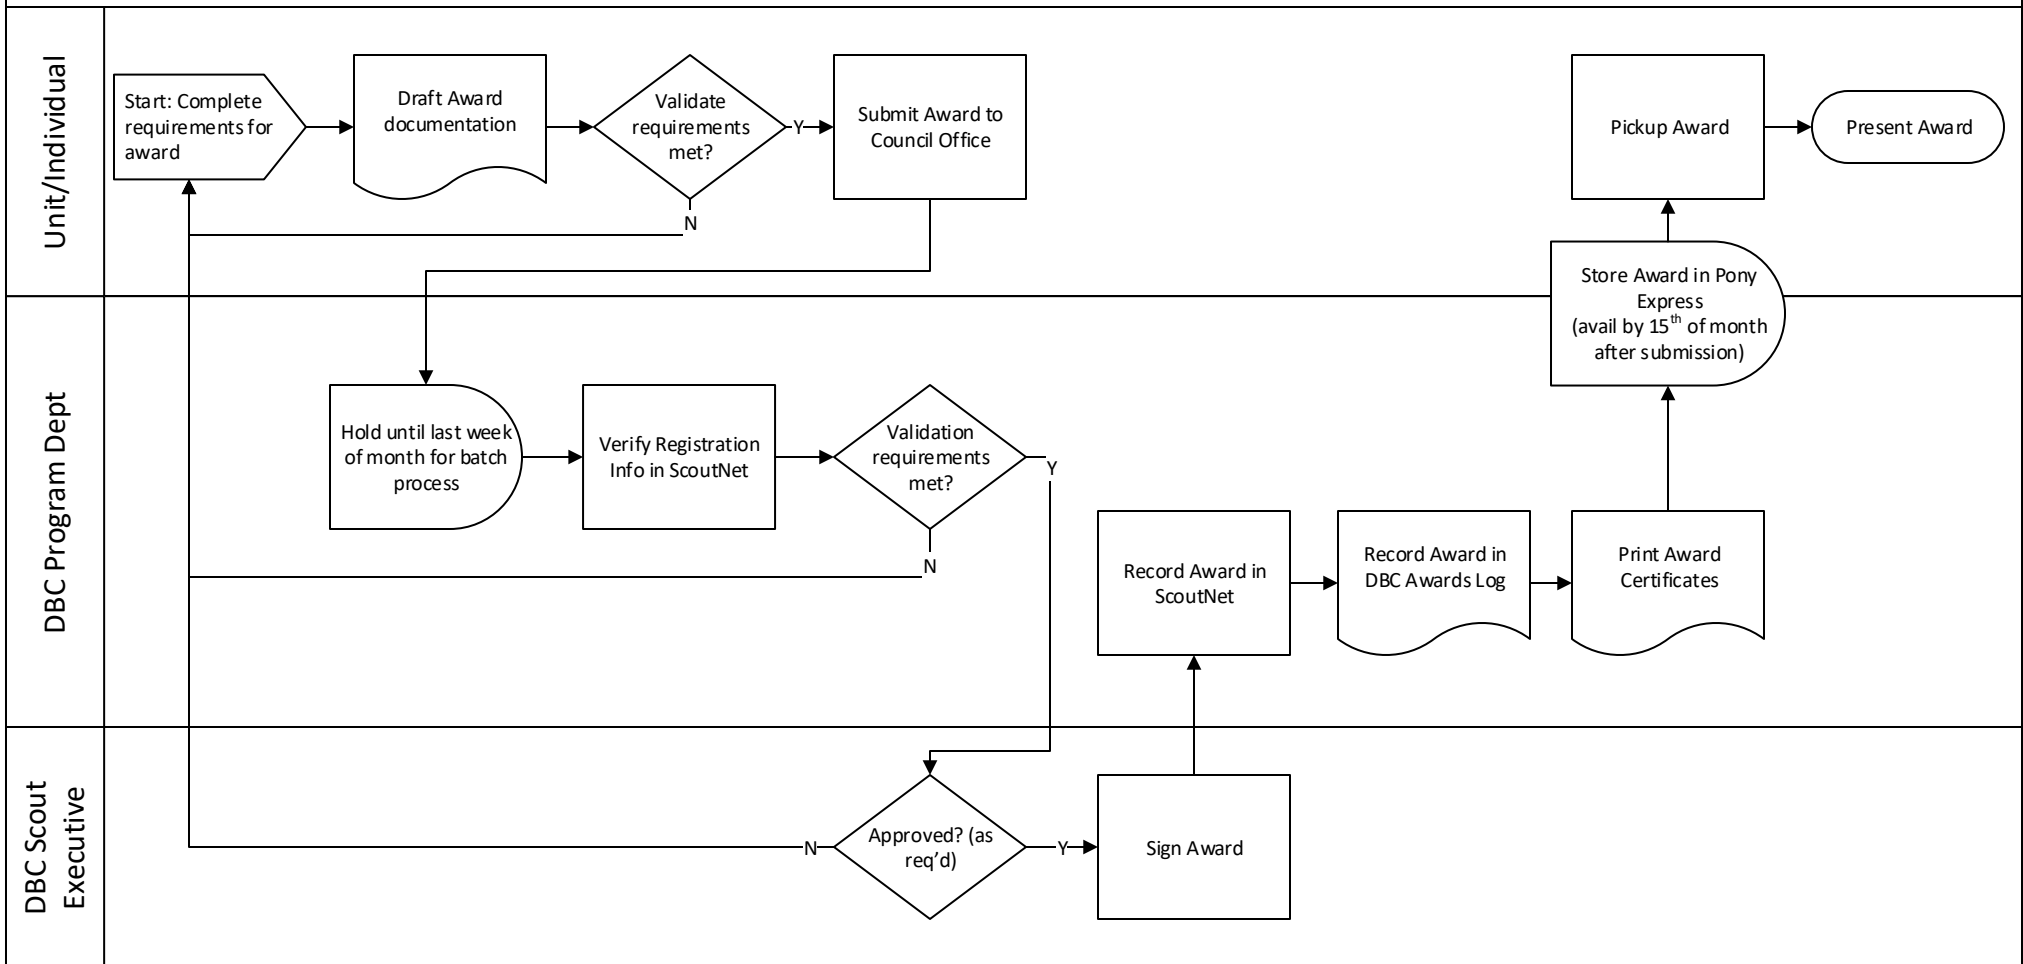 Unit/Individual
Start: Complete
requirements for
award
Draft Award
documentation
Validate
requirements
met?
Y
N
Submit Award to
Council Office
Pickup Award
Present Award
Store Award in Pony
Express
(avail by 15th of month
after submission)
DBC Program Dept
Hold until last week
of month for batch
process
Verify Registration
Info in ScoutNet
Validation
requirements
met?
Y
N
Record Award in
ScoutNet
Record Award in
DBC Awards Log
Print Award
Certificates
DBC Scout
Executive
N
Approved? (as
req’d)
Y
Sign Award